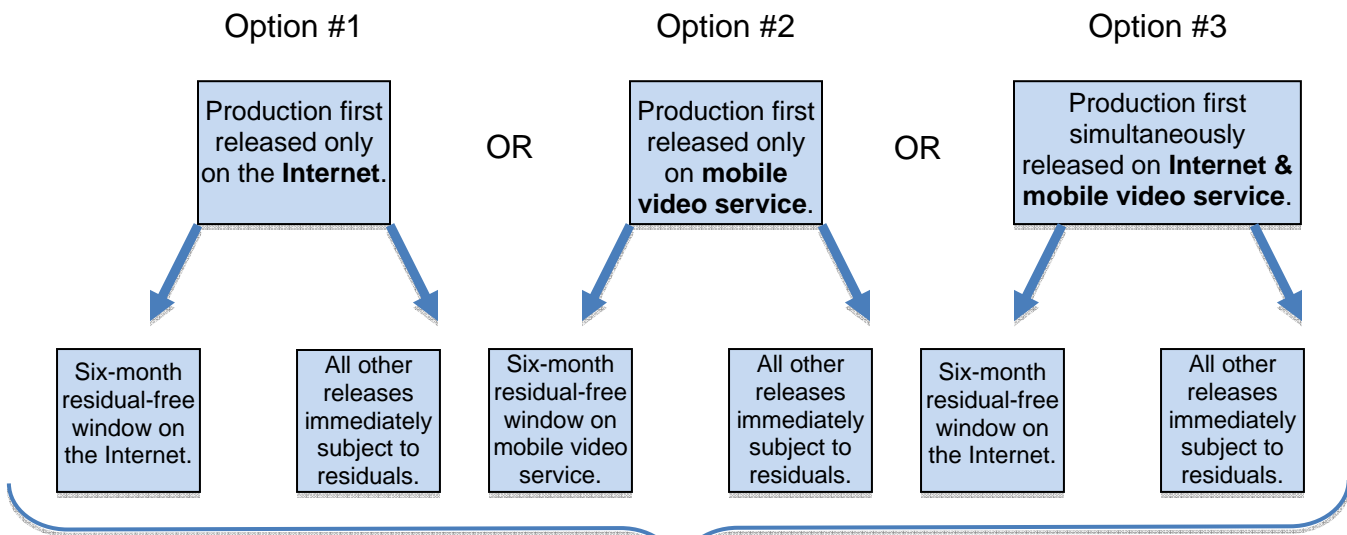 Option #1
Option #2
Option #3
Production first
released only
on the Internet.
OR
Production first
released only
on mobile
video service.
OR
Production first
simultaneously
released on Internet &
mobile video service.
Six-month
residual-free
window on
the Internet.
All other
releases
immediately
subject to
residuals.
Six-month
residual-free
window on
mobile video
service.
All other
releases
immediately
subject to
residuals.
Six-month
residual-free
window on
the Internet.
All other
releases
immediately
subject to
residuals.